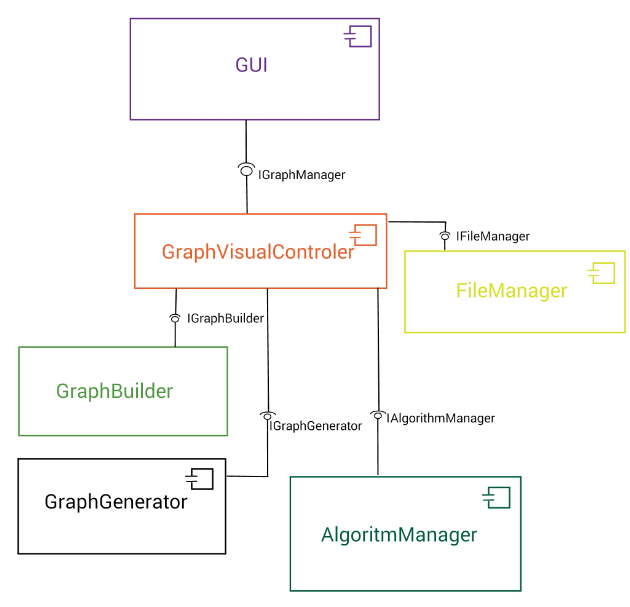 GUI
IGraphManager
GraphVisualControler
IFileManager
FileManager
IGraphBuilder
GraphBuilder
IGraphGenerator
IAlgorithmManager
GraphGenerator
AlgoritmManager